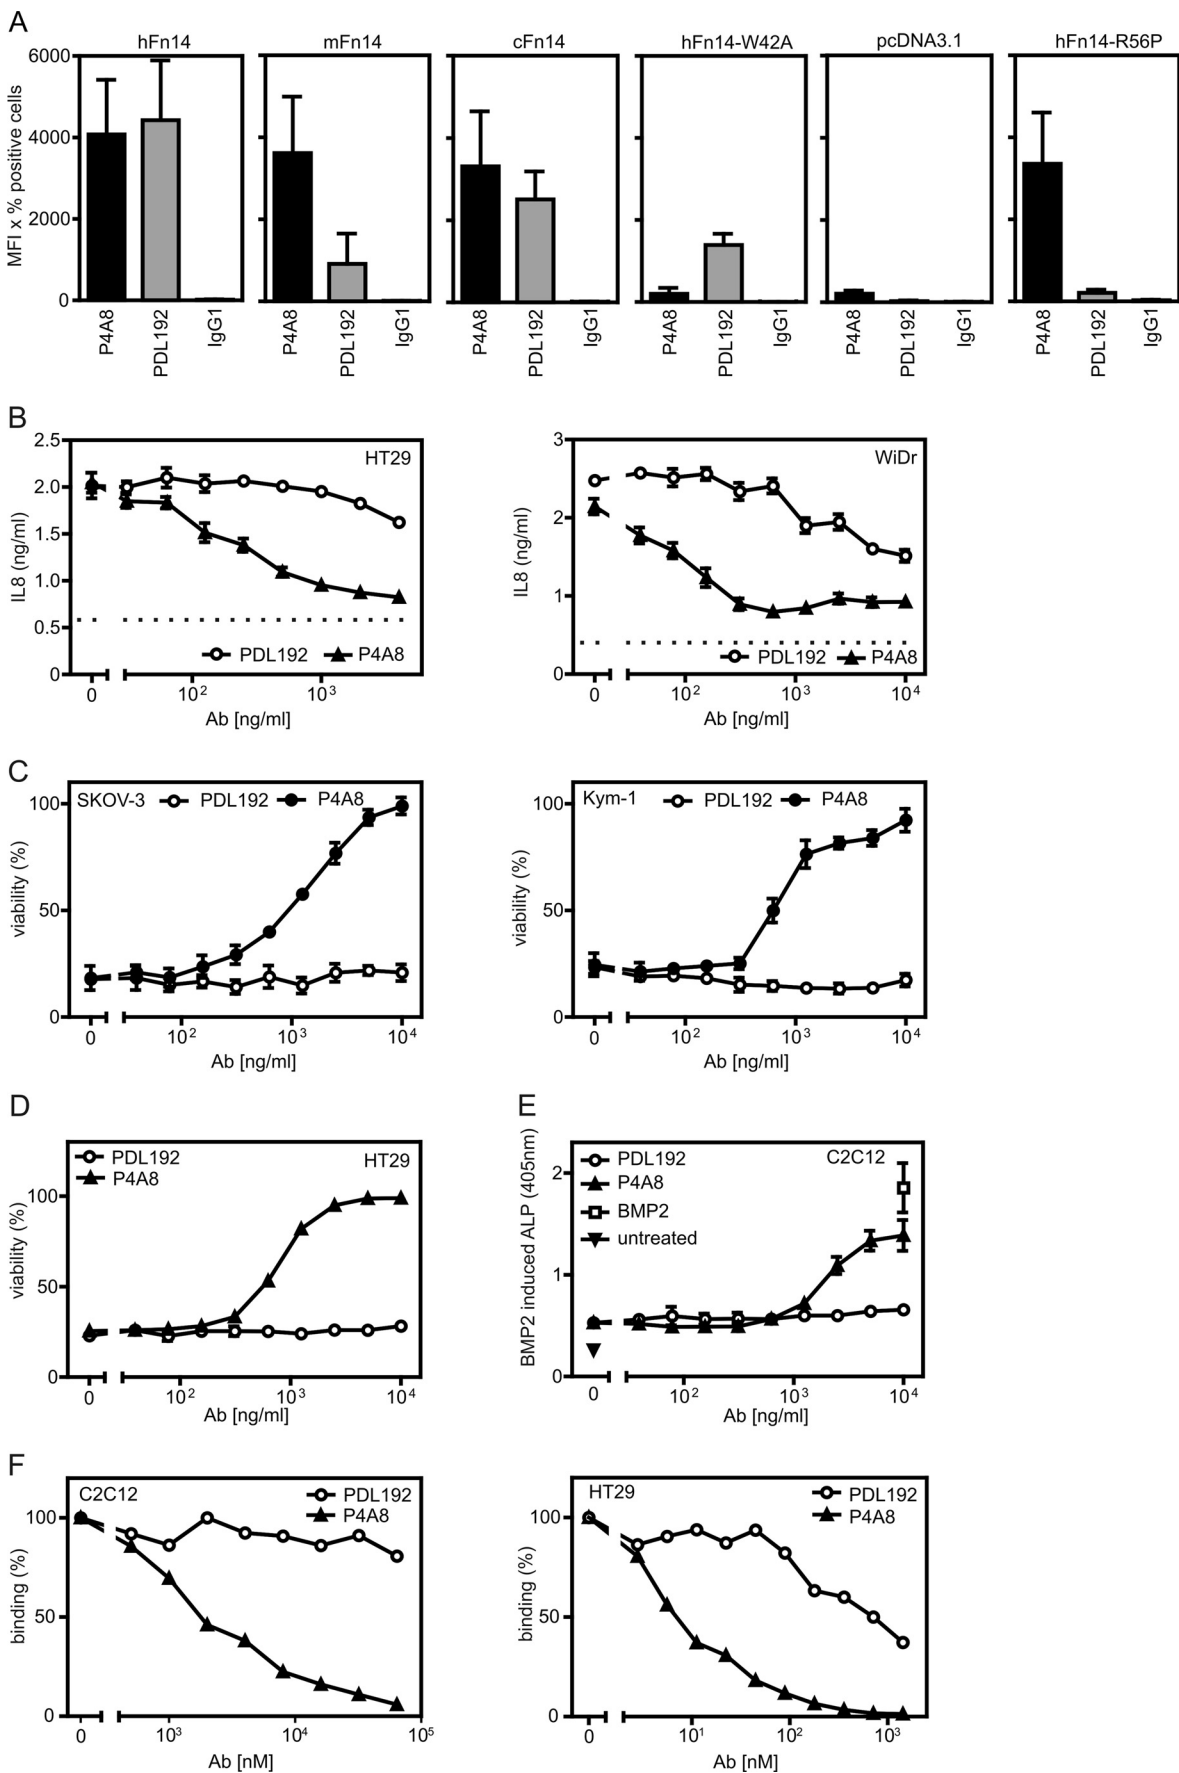 A
hFn14 mFn14 cFn14 hFn14-W42A pcDNA3.1 hFn14-R56P
MFI x % positive cells
6000
4000
2000
0
P4A8 PDL192 IgG1 P4A8 PDL192 IgG1 P4A8 PDL192 IgG1 P4A8 PDL192 IgG1 P4A8 PDL192 IgG1 P4A8 PDL192 IgG1
B
HT29
IL8 (ng/ml)
2.5
2.0
1.5
1.0
0.5
0
PDL192 P4A8
0 10² 10³
Ab [ng/ml]
WiDr
IL8 (ng/ml)
3
2
1
0
PDL192 P4A8
0 10² 10³ 10⁴
Ab [ng/ml]
C
SKOV-3 PDL192 P4A8
viability (%)
100
50
0
0 10² 10³ 10⁴
Ab [ng/ml]
Kym-1 PDL192 P4A8
viability (%)
100
50
0
0 10² 10³ 10⁴
Ab [ng/ml]
D
PDL192 HT29
P4A8
viability (%)
100
50
0
0 10² 10³ 10⁴
Ab [ng/ml]
E
PDL192 C2C12
P4A8
BMP2
untreated
BMP2 induced ALP (405nm)
2
1
0
0 10² 10³ 10⁴
Ab [ng/ml]
F
C2C12 PDL192
P4A8
binding (%)
100
50
0
0 10³ 10⁴ 10⁵
Ab [nM]
HT29 PDL192
P4A8
binding (%)
100
50
0
0 10¹ 10² 10³
Ab [nM]